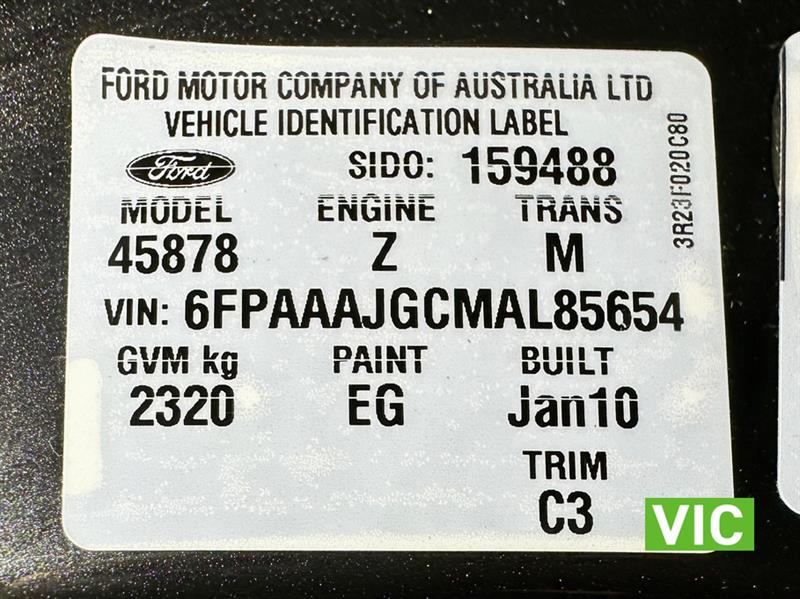 FORD MOTOR COMPANY OF AUSTRALIA LTD
VEHICLE IDENTIFICATION LABEL
Ford SIDO: 159488
MODEL ENGINE TRANS
45878 Z M
VIN: 6FPAAAJGCMAL85654
GVM kg PAINT BUILT
2320 EG Jan10
TRIM
C3
3R23F020C80
VIC